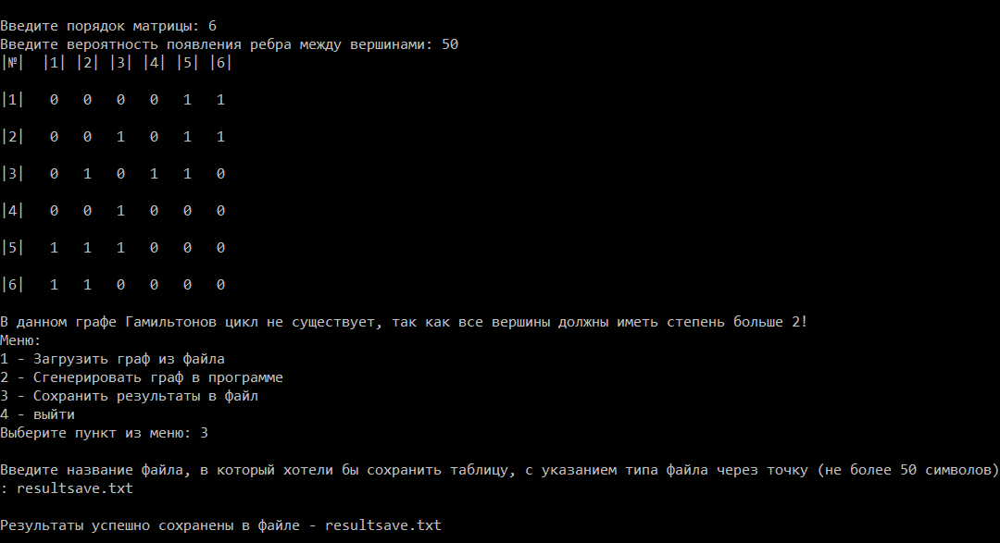 Введите порядок матрицы: 6
Введите вероятность появления ребра между вершинами: 50
|№|  |1| |2| |3| |4| |5| |6|
|1|   0   0   0   0   1   1
|2|   0   0   1   0   1   1
|3|   0   1   0   1   1   0
|4|   0   0   1   0   0   0
|5|   1   1   1   0   0   0
|6|   1   1   0   0   0   0
В данном графе Гамильтонов цикл не существует, так как все вершины должны иметь степень больше 2!
Меню:
1 - Загрузить граф из файла
2 - Сгенерировать граф в программе
3 - Сохранить результаты в файл
4 - выйти
Выберите пункт из меню: 3
Введите название файла, в который хотели бы сохранить таблицу, с указанием типа файла через точку (не более 50 символов)
: resultsave.txt
Результаты успешно сохранены в файле - resultsave.txt